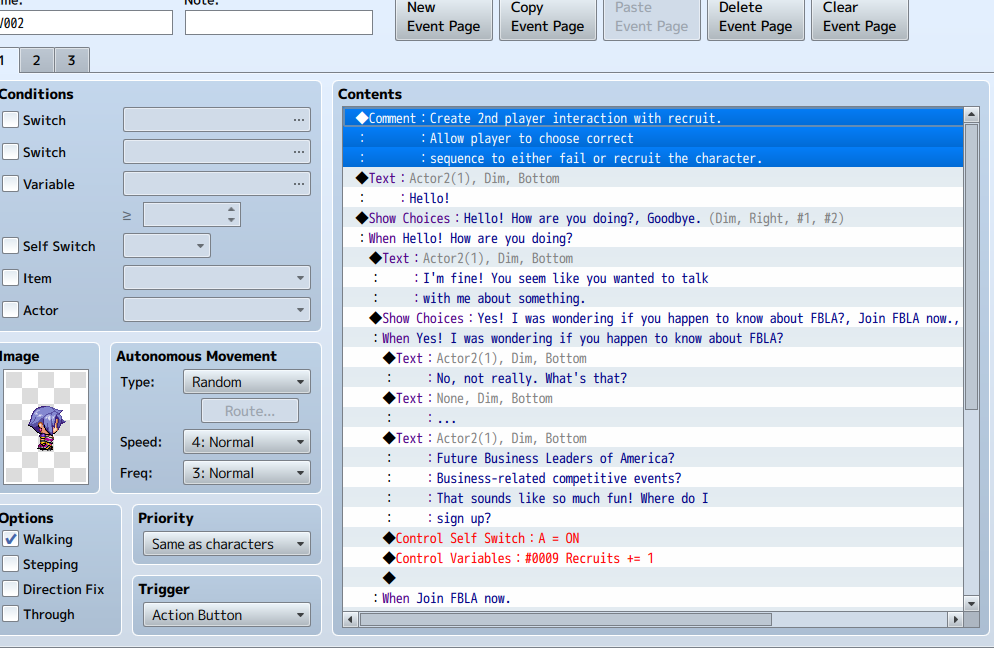 Note:
V002
New
Event Page
Copy
Event Page
Paste
Event Page
Delete
Event Page
Clear
Event Page
1 2 3
Conditions
Switch ...
Switch ...
Variable ...
≥
Self Switch
Item
Actor
Image
Autonomous Movement
Type: Random
Route...
Speed: 4: Normal
Freq: 3: Normal
Options
Walking
Stepping
Direction Fix
Through
Priority
Same as characters
Trigger
Action Button
Contents
◆Comment：Create 2nd player interaction with recruit.
：　　　：Allow player to choose correct
：　　　：sequence to either fail or recruit the character.
◆Text：Actor2(1), Dim, Bottom
：　　：Hello!
◆Show Choices：Hello! How are you doing?, Goodbye. (Dim, Right, #1, #2)
：When Hello! How are you doing?
◆Text：Actor2(1), Dim, Bottom
：　　：I'm fine! You seem like you wanted to talk
：　　：with me about something.
◆Show Choices：Yes! I was wondering if you happen to know about FBLA?, Join FBLA now.,
：When Yes! I was wondering if you happen to know about FBLA?
◆Text：Actor2(1), Dim, Bottom
：　　：No, not really. What's that?
◆Text：None, Dim, Bottom
：　　：...
◆Text：Actor2(1), Dim, Bottom
：　　：Future Business Leaders of America?
：　　：Business-related competitive events?
：　　：That sounds like so much fun! Where do I
：　　：sign up?
◆Control Self Switch：A = ON
◆Control Variables：#0009 Recruits += 1
◆
：When Join FBLA now.